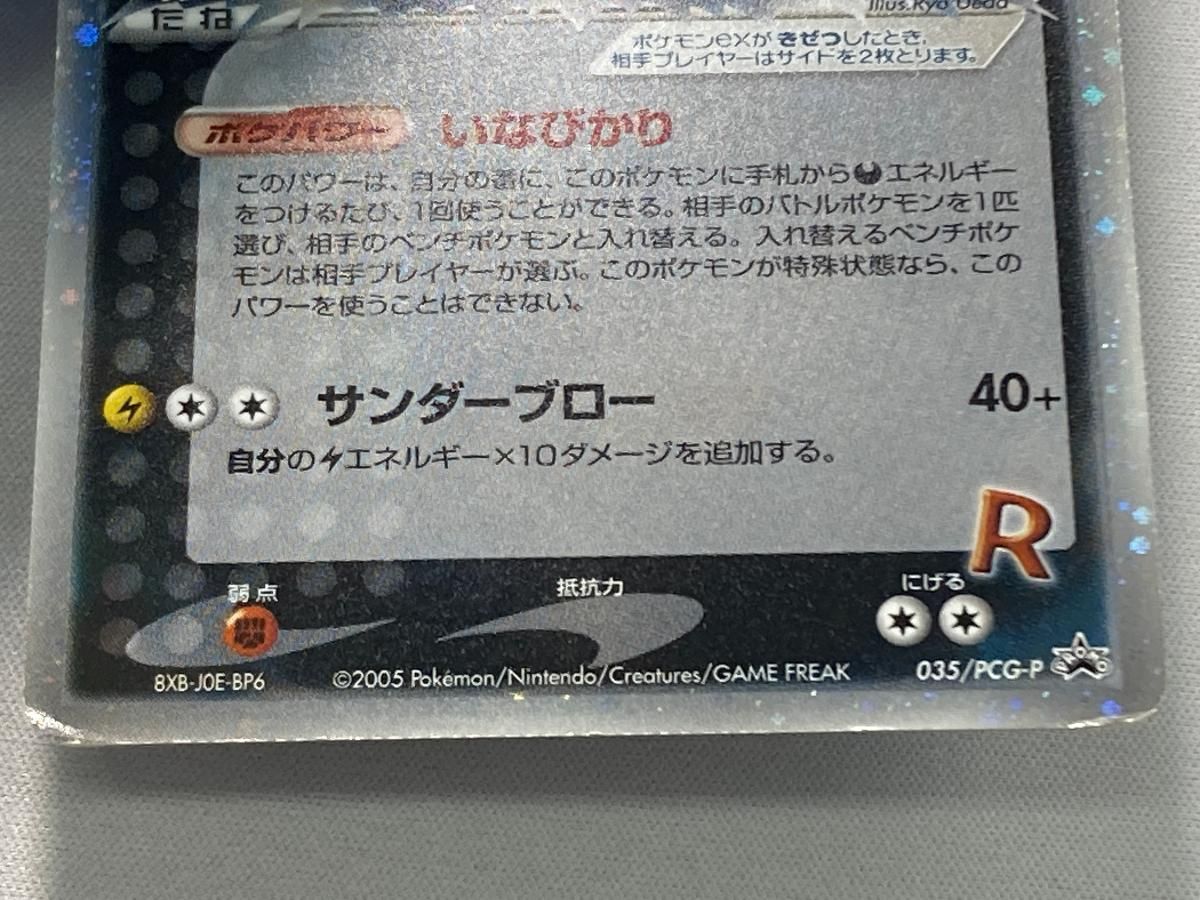 たね
Illus.Ryo Ueda
ポケモンexがきぜつしたとき、
相手プレイヤーはサイドを2枚とります。
ポケパワー いなびかり
このパワーは、自分の番に、このポケモンに手札からエネルギー
をつけるたび、1回使うことができる。相手のバトルポケモンを1匹
選び、相手のベンチポケモンと入れ替える。入れ替えるベンチポケ
モンは相手プレイヤーが選ぶ。このポケモンが特殊状態なら、この
パワーを使うことはできない。
サンダーブロー 40+
自分のエネルギー×10ダメージを追加する。
R
弱点 抵抗力 にげる
8XB-J0E-BP6 ©2005 Pokémon/Nintendo/Creatures/GAME FREAK 035/PCG-P